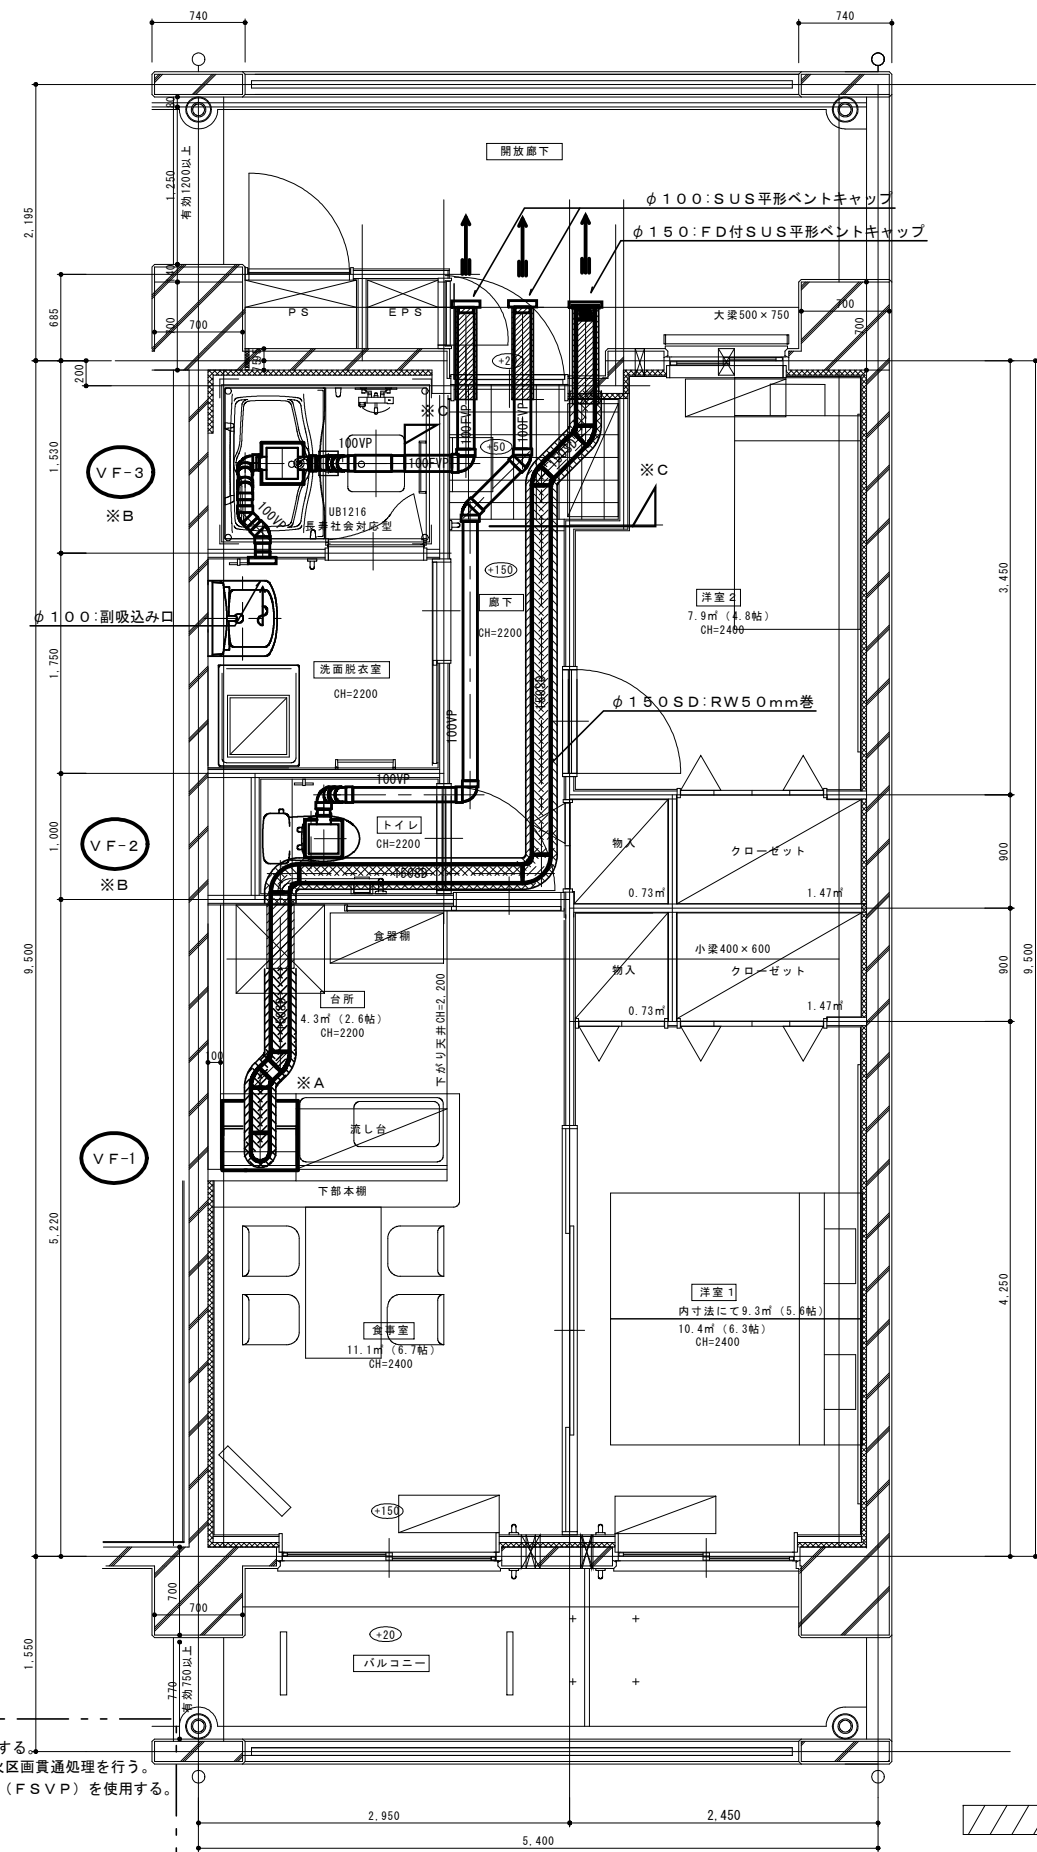 740
740
開放廊下
φ100:SUS平形ベントキャップ
φ150:FD付SUS平形ベントキャップ
80
1,250
有効1200以上
10
2,195
685
200
PS
EPS
大梁500×750
700
700
700
700
150
+50
100FVP
100FVP
100VP
100FVP
※C
※C
VF-3
※B
1,530
100VP
UB1216
長寿社会対応型
+150
廊下
CH=2200
洋室2
7.9㎡ (4.8帖)
CH=2400
3,450
φ100:副吸込み口
1,750
洗面脱衣室
CH=2200
100VP
150SD
φ150SD:RW50mm巻
100VP
VF-2
※B
1,000
トイレ
CH=2200
150SD
物入
0.73㎡
クローゼット
1.47㎡
900
9,500
食器棚
小梁400×600
物入
0.73㎡
クローゼット
1.47㎡
900
9,500
台所
4.3㎡ (2.6帖)
CH=2200
下がり天井CH=2,200
100
※A
流し台
VF-1
下部本棚
5,220
食事室
11.1㎡ (6.7帖)
CH=2400
洋室1
内寸法にて9.3㎡ (5.6帖)
10.4㎡ (6.3帖)
CH=2400
4,250
+150
700
700
1,550
+20
バルコニー
770
有効750以上
する。
火区画貫通処理を行う。
(FSVP)を使用する。
2,950
2,450
5,400